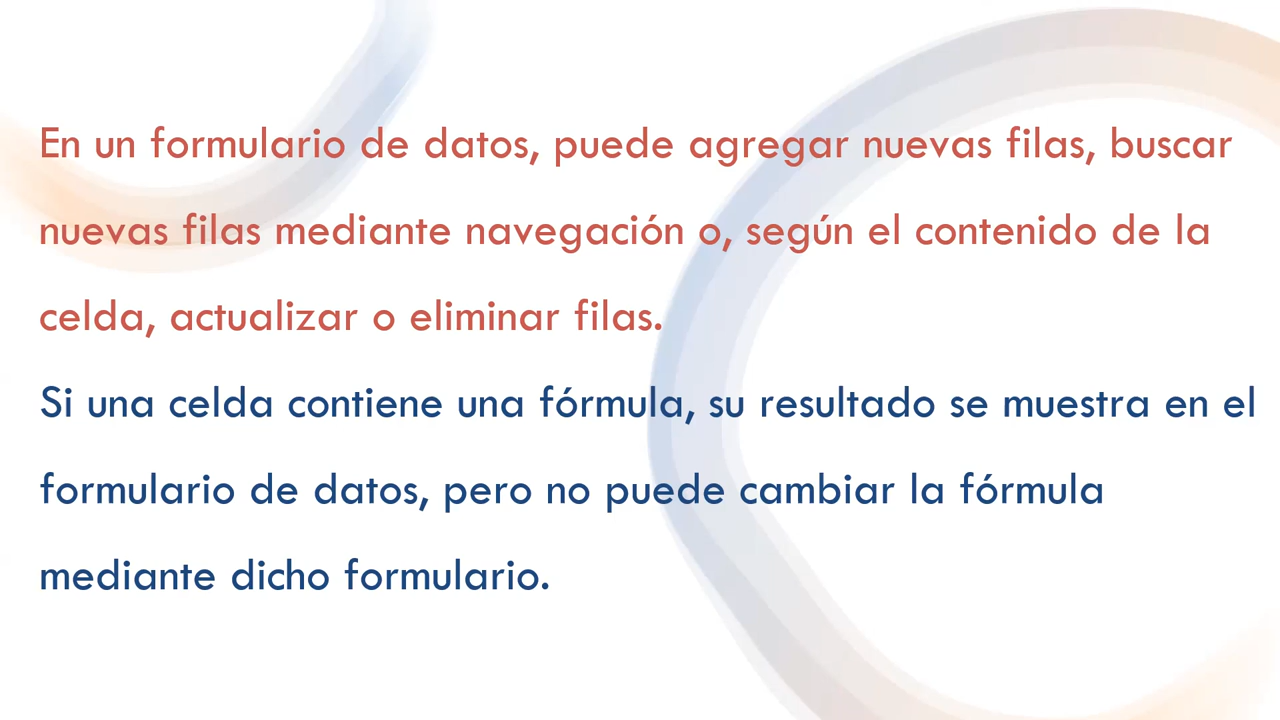 En un formulario de datos, puede agregar nuevas filas, buscar
nuevas filas mediante navegación o, según el contenido de la
celda, actualizar o eliminar filas.
Si una celda contiene una fórmula, su resultado se muestra en el
formulario de datos, pero no puede cambiar la fórmula
mediante dicho formulario.